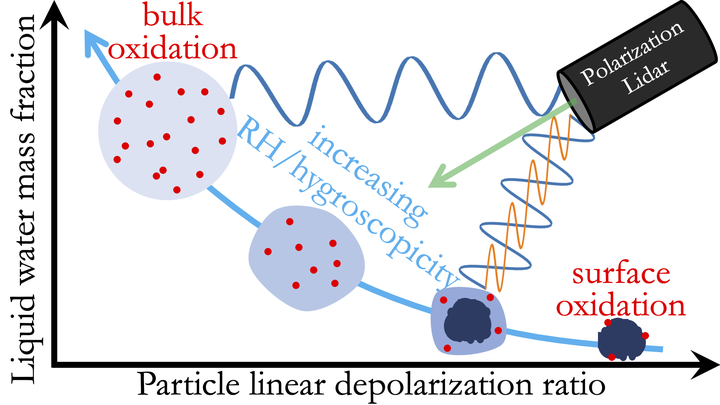 bulk
oxidation
Polarization
Lidar
increasing
RH/hygroscopicity
surface
oxidation
Liquid water mass fraction
Particle linear depolarization ratio